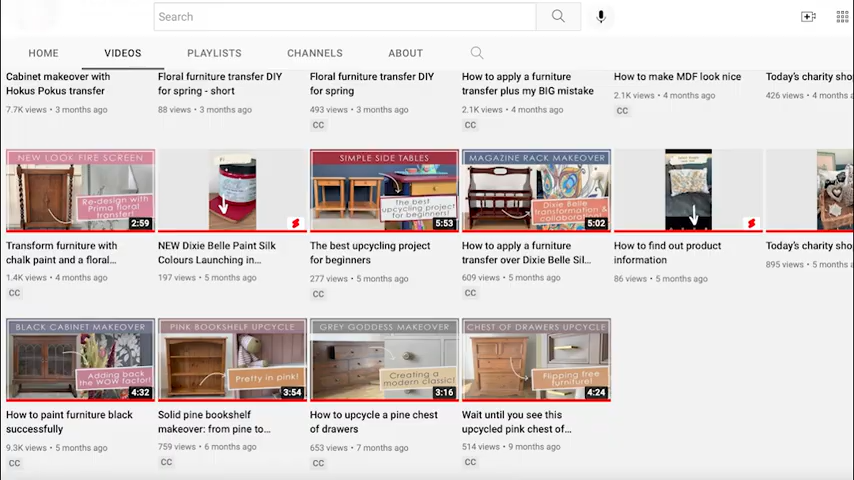 Search
HOME VIDEOS PLAYLISTS CHANNELS ABOUT
Cabinet makeover with
Hokus Pokus transfer
7.7K views • 3 months ago
Floral furniture transfer DIY
for spring - short
88 views • 3 months ago
Floral furniture transfer DIY
for spring
493 views • 3 months ago
CC
How to apply a furniture
transfer plus my BIG mistake
2.1K views • 4 months ago
CC
How to make MDF look nice
2.1K views • 4 months ago
CC
Today's charity sho
426 views • 4 months
NEW LOOK FIRE SCREEN
Re-design with
Prima floral
transfer!
2:59
Transform furniture with
chalk paint and a floral…
1.4K views • 4 months ago
CC
NEW Dixie Belle Paint Silk
Colours Launching in…
197 views • 5 months ago
SIMPLE SIDE TABLES
The best
upcycling project
for beginners!
5:53
The best upcycling project
for beginners
277 views • 5 months ago
CC
MAGAZINE RACK MAKEOVER
Dixie Belle
transformation &
collaboration!
5:02
How to apply a furniture
transfer over Dixie Belle Sil…
609 views • 5 months ago
CC
How to find out product
information
86 views • 5 months ago
Today's charity sho
895 views • 5 months
BLACK CABINET MAKEOVER
Adding back
the WOW factor!
4:32
How to paint furniture black
successfully
9.3K views • 5 months ago
CC
PINK BOOKSHELF UPCYCLE
Pretty in pink!
3:54
Solid pine bookshelf
makeover: from pine to…
759 views • 6 months ago
CC
GREY GODDESS MAKEOVER
Creating a
modern classic!
3:16
How to upcycle a pine chest
of drawers
653 views • 7 months ago
CC
CHEST OF DRAWERS UPCYCLE
Flipping free
furniture!
4:24
Wait until you see this
upcycled pink chest of…
514 views • 9 months ago
CC